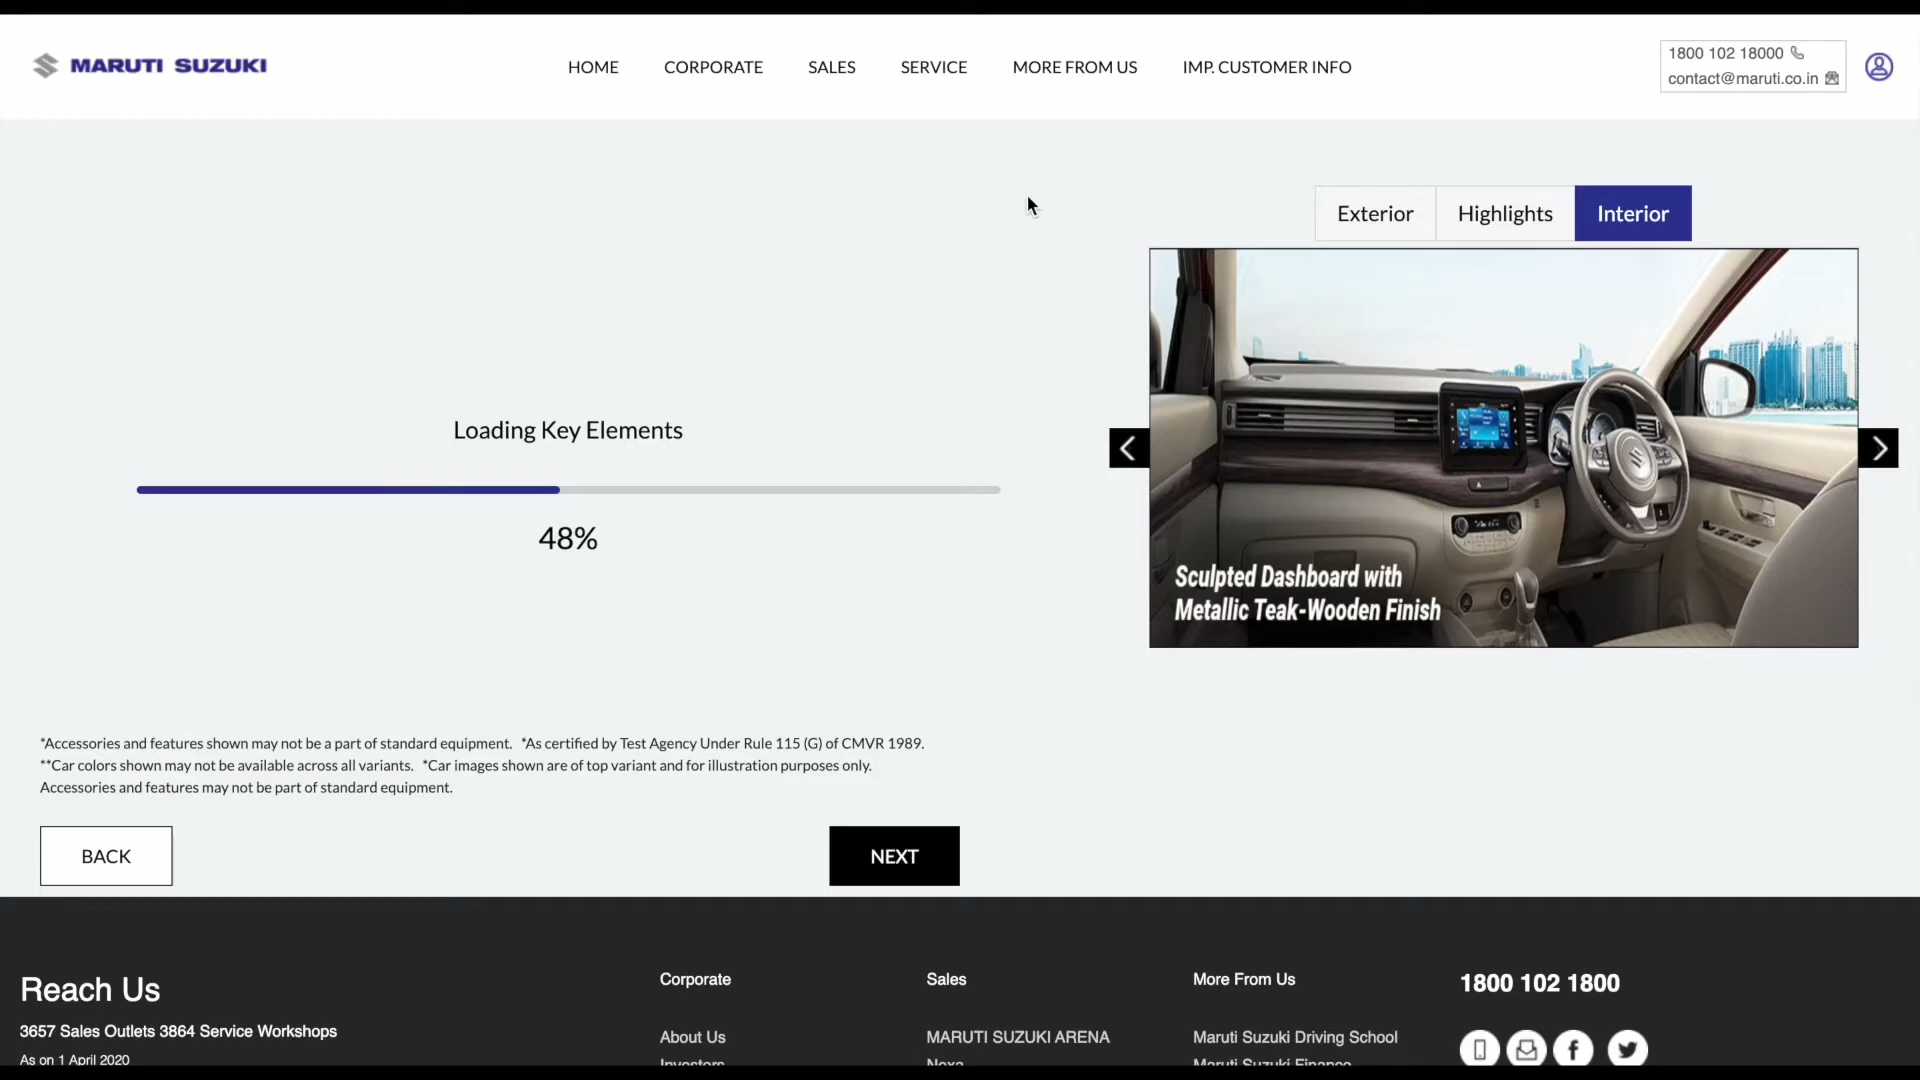 MARUTI SUZUKI
HOME CORPORATE SALES SERVICE MORE FROM US IMP. CUSTOMER INFO
1800 102 18000
contact@maruti.co.in
Exterior Highlights Interior
Loading Key Elements
48%
Sculpted Dashboard with
Metallic Teak-Wooden Finish
*Accessories and features shown may not be a part of standard equipment. *As certified by Test Agency Under Rule 115 (G) of CMVR 1989.
**Car colors shown may not be available across all variants. *Car images shown are of top variant and for illustration purposes only.
Accessories and features may not be part of standard equipment.
BACK NEXT
Reach Us
3657 Sales Outlets 3864 Service Workshops
As on 1 April 2020
Corporate
About Us
Investors
Sales
MARUTI SUZUKI ARENA
Nexa
More From Us
Maruti Suzuki Driving School
Maruti Suzuki Finance
1800 102 1800